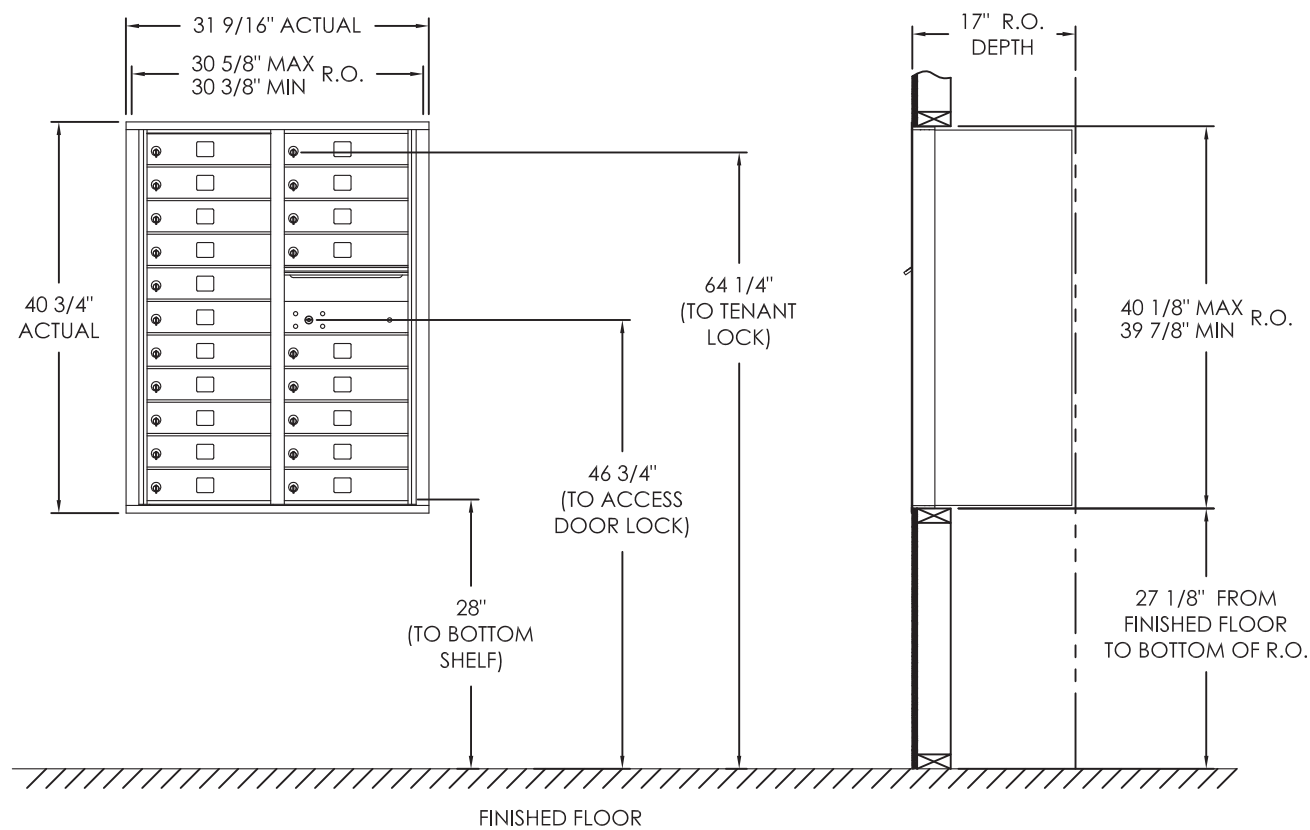 31 9/16" ACTUAL
30 5/8" MAX
30 3/8" MIN
R.O.
40 3/4"
ACTUAL
64 1/4"
(TO TENANT
LOCK)
46 3/4"
(TO ACCESS
DOOR LOCK)
28"
(TO BOTTOM
SHELF)
17" R.O.
DEPTH
40 1/8" MAX
39 7/8" MIN
R.O.
27 1/8" FROM
FINISHED FLOOR
TO BOTTOM OF R.O.
FINISHED FLOOR